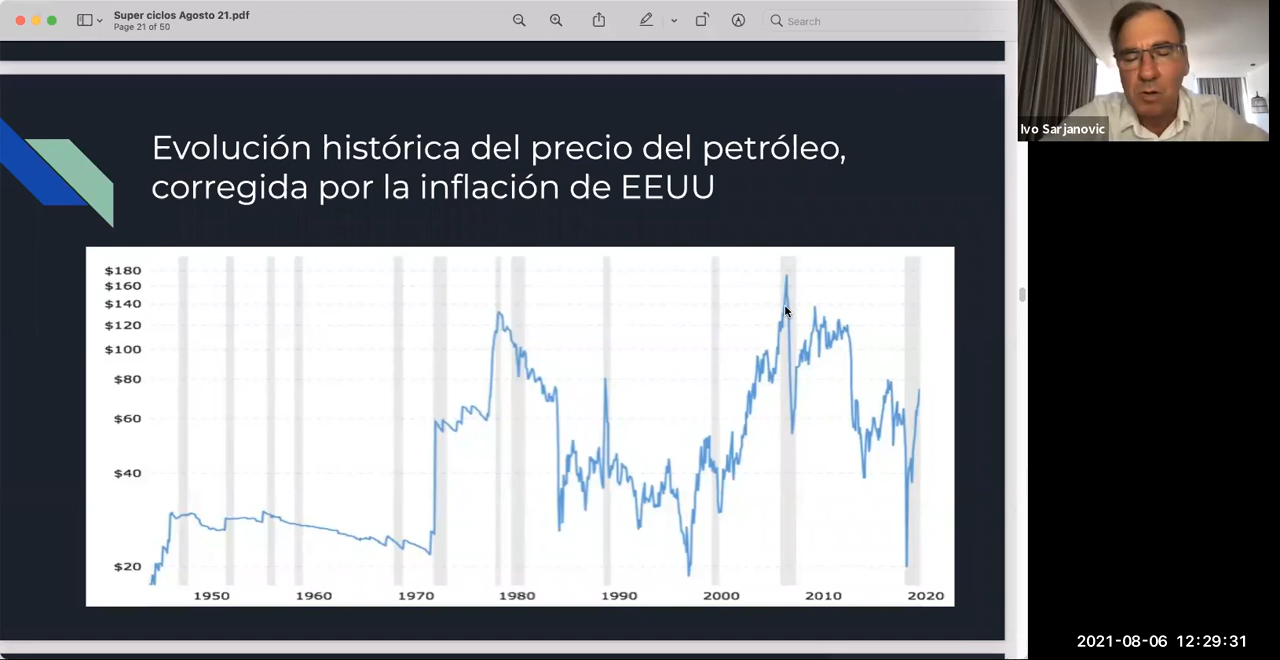 Super ciclos Agosto 21.pdf
Page 21 of 50
Search
Ivo Sarjanovic
Evolución histórica del precio del petróleo,
corregida por la inflación de EEUU
$180
$160
$140
$120
$100
$80
$60
$40
$20
1950 1960 1970 1980 1990 2000 2010 2020
2021-08-06 12:29:31